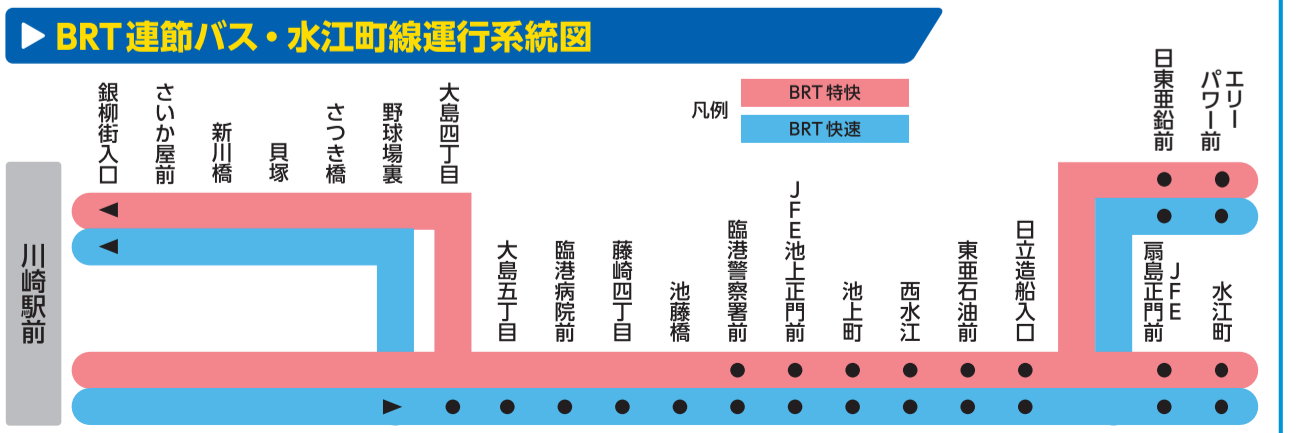 BRT連節バス・水江町線運行系統図
凡例
BRT特快
BRT快速
川崎駅前
銀柳街入口
さいか屋前
新川橋
貝塚
さつき橋
野球場裏
大島四丁目
大島五丁目
臨港病院前
藤崎四丁目
池藤橋
臨港警察署前
JFE池上正門前
池上町
西水江
東亜石油前
日立造船入口
日東亜鉛前
エリー
パワー前
JFE
扇島正門前
水江町